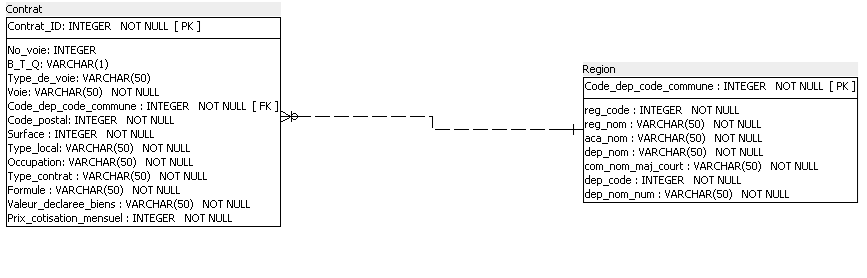 Contrat
Contrat_ID: INTEGER NOT NULL [ PK ]
No_voie: INTEGER
B_T_Q: VARCHAR(1)
Type_de_voie: VARCHAR(50)
Voie: VARCHAR(50) NOT NULL
Code_dep_code_commune : INTEGER NOT NULL [ FK ]
Code_postal: INTEGER NOT NULL
Surface : INTEGER NOT NULL
Type_local: VARCHAR(50) NOT NULL
Occupation: VARCHAR(50) NOT NULL
Type_contrat : VARCHAR(50) NOT NULL
Formule : VARCHAR(50) NOT NULL
Valeur_declaree_biens : VARCHAR(50) NOT NULL
Prix_cotisation_mensuel : INTEGER NOT NULL
Region
Code_dep_code_commune : INTEGER NOT NULL [ PK ]
reg_code : INTEGER NOT NULL
reg_nom : VARCHAR(50) NOT NULL
aca_nom : VARCHAR(50) NOT NULL
dep_nom : VARCHAR(50) NOT NULL
com_nom_maj_court : VARCHAR(50) NOT NULL
dep_code : INTEGER NOT NULL
dep_nom_num : VARCHAR(50) NOT NULL